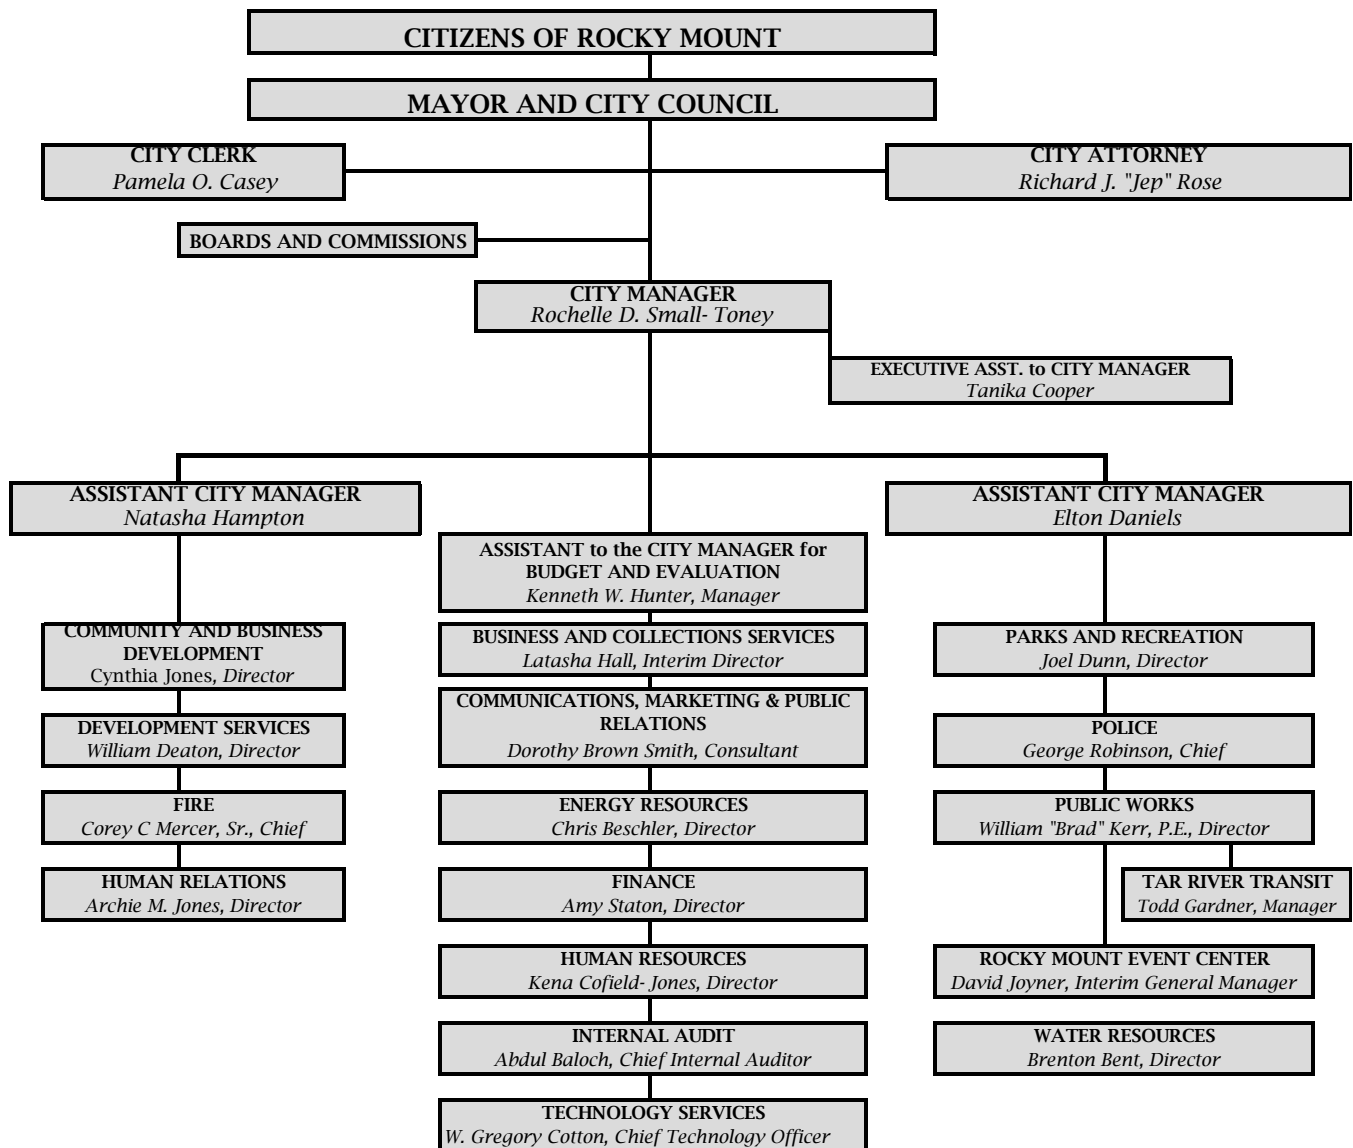 CITIZENS OF ROCKY MOUNT
MAYOR AND CITY COUNCIL
CITY CLERK
Pamela O. Casey
CITY ATTORNEY
Richard J. "Jep" Rose
BOARDS AND COMMISSIONS
CITY MANAGER
Rochelle D. Small- Toney
EXECUTIVE ASST. to CITY MANAGER
Tanika Cooper
ASSISTANT CITY MANAGER
Natasha Hampton
ASSISTANT CITY MANAGER
Elton Daniels
ASSISTANT to the CITY MANAGER for
BUDGET AND EVALUATION
Kenneth W. Hunter, Manager
COMMUNITY AND BUSINESS
DEVELOPMENT
Cynthia Jones, Director
BUSINESS AND COLLECTIONS SERVICES
Latasha Hall, Interim Director
PARKS AND RECREATION
Joel Dunn, Director
COMMUNICATIONS, MARKETING & PUBLIC
RELATIONS
Dorothy Brown Smith, Consultant
DEVELOPMENT SERVICES
William Deaton, Director
POLICE
George Robinson, Chief
FIRE
Corey C Mercer, Sr., Chief
ENERGY RESOURCES
Chris Beschler, Director
PUBLIC WORKS
William "Brad" Kerr, P.E., Director
HUMAN RELATIONS
Archie M. Jones, Director
FINANCE
Amy Staton, Director
TAR RIVER TRANSIT
Todd Gardner, Manager
HUMAN RESOURCES
Kena Cofield- Jones, Director
ROCKY MOUNT EVENT CENTER
David Joyner, Interim General Manager
INTERNAL AUDIT
Abdul Baloch, Chief Internal Auditor
WATER RESOURCES
Brenton Bent, Director
TECHNOLOGY SERVICES
W. Gregory Cotton, Chief Technology Officer